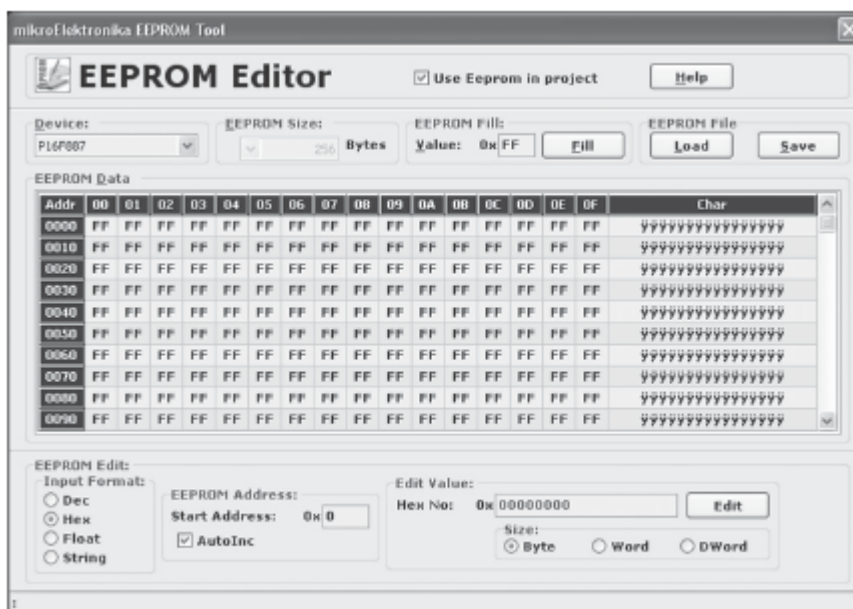 mikroElektronika EEPROM Tool
EEPROM Editor
Use Eeprom in project
Help
Device:
EEPROM Size:
EEPROM Fill:
EEPROM File
P16F887
256 Bytes
Value: 0x FF
Fill
Load
Save
EEPROM Data
Addr 00 01 02 03 04 05 06 07 08 09 0A 0B 0C 0D 0E 0F Char
0000 FF FF FF FF FF FF FF FF FF FF FF FF FF FF FF FF ÿÿÿÿÿÿÿÿÿÿÿÿÿÿÿÿ
0010 FF FF FF FF FF FF FF FF FF FF FF FF FF FF FF FF ÿÿÿÿÿÿÿÿÿÿÿÿÿÿÿÿ
0020 FF FF FF FF FF FF FF FF FF FF FF FF FF FF FF FF ÿÿÿÿÿÿÿÿÿÿÿÿÿÿÿÿ
0030 FF FF FF FF FF FF FF FF FF FF FF FF FF FF FF FF ÿÿÿÿÿÿÿÿÿÿÿÿÿÿÿÿ
0040 FF FF FF FF FF FF FF FF FF FF FF FF FF FF FF FF ÿÿÿÿÿÿÿÿÿÿÿÿÿÿÿÿ
0050 FF FF FF FF FF FF FF FF FF FF FF FF FF FF FF FF ÿÿÿÿÿÿÿÿÿÿÿÿÿÿÿÿ
0060 FF FF FF FF FF FF FF FF FF FF FF FF FF FF FF FF ÿÿÿÿÿÿÿÿÿÿÿÿÿÿÿÿ
0070 FF FF FF FF FF FF FF FF FF FF FF FF FF FF FF FF ÿÿÿÿÿÿÿÿÿÿÿÿÿÿÿÿ
0080 FF FF FF FF FF FF FF FF FF FF FF FF FF FF FF FF ÿÿÿÿÿÿÿÿÿÿÿÿÿÿÿÿ
0090 FF FF FF FF FF FF FF FF FF FF FF FF FF FF FF FF ÿÿÿÿÿÿÿÿÿÿÿÿÿÿÿÿ
EEPROM Edit:
Input Format:
Dec
Hex
Float
String
EEPROM Address:
Start Address: 0x 0
AutoInc
Edit Value:
Hex No: 0x 00000000
Edit
Size:
Byte Word DWord